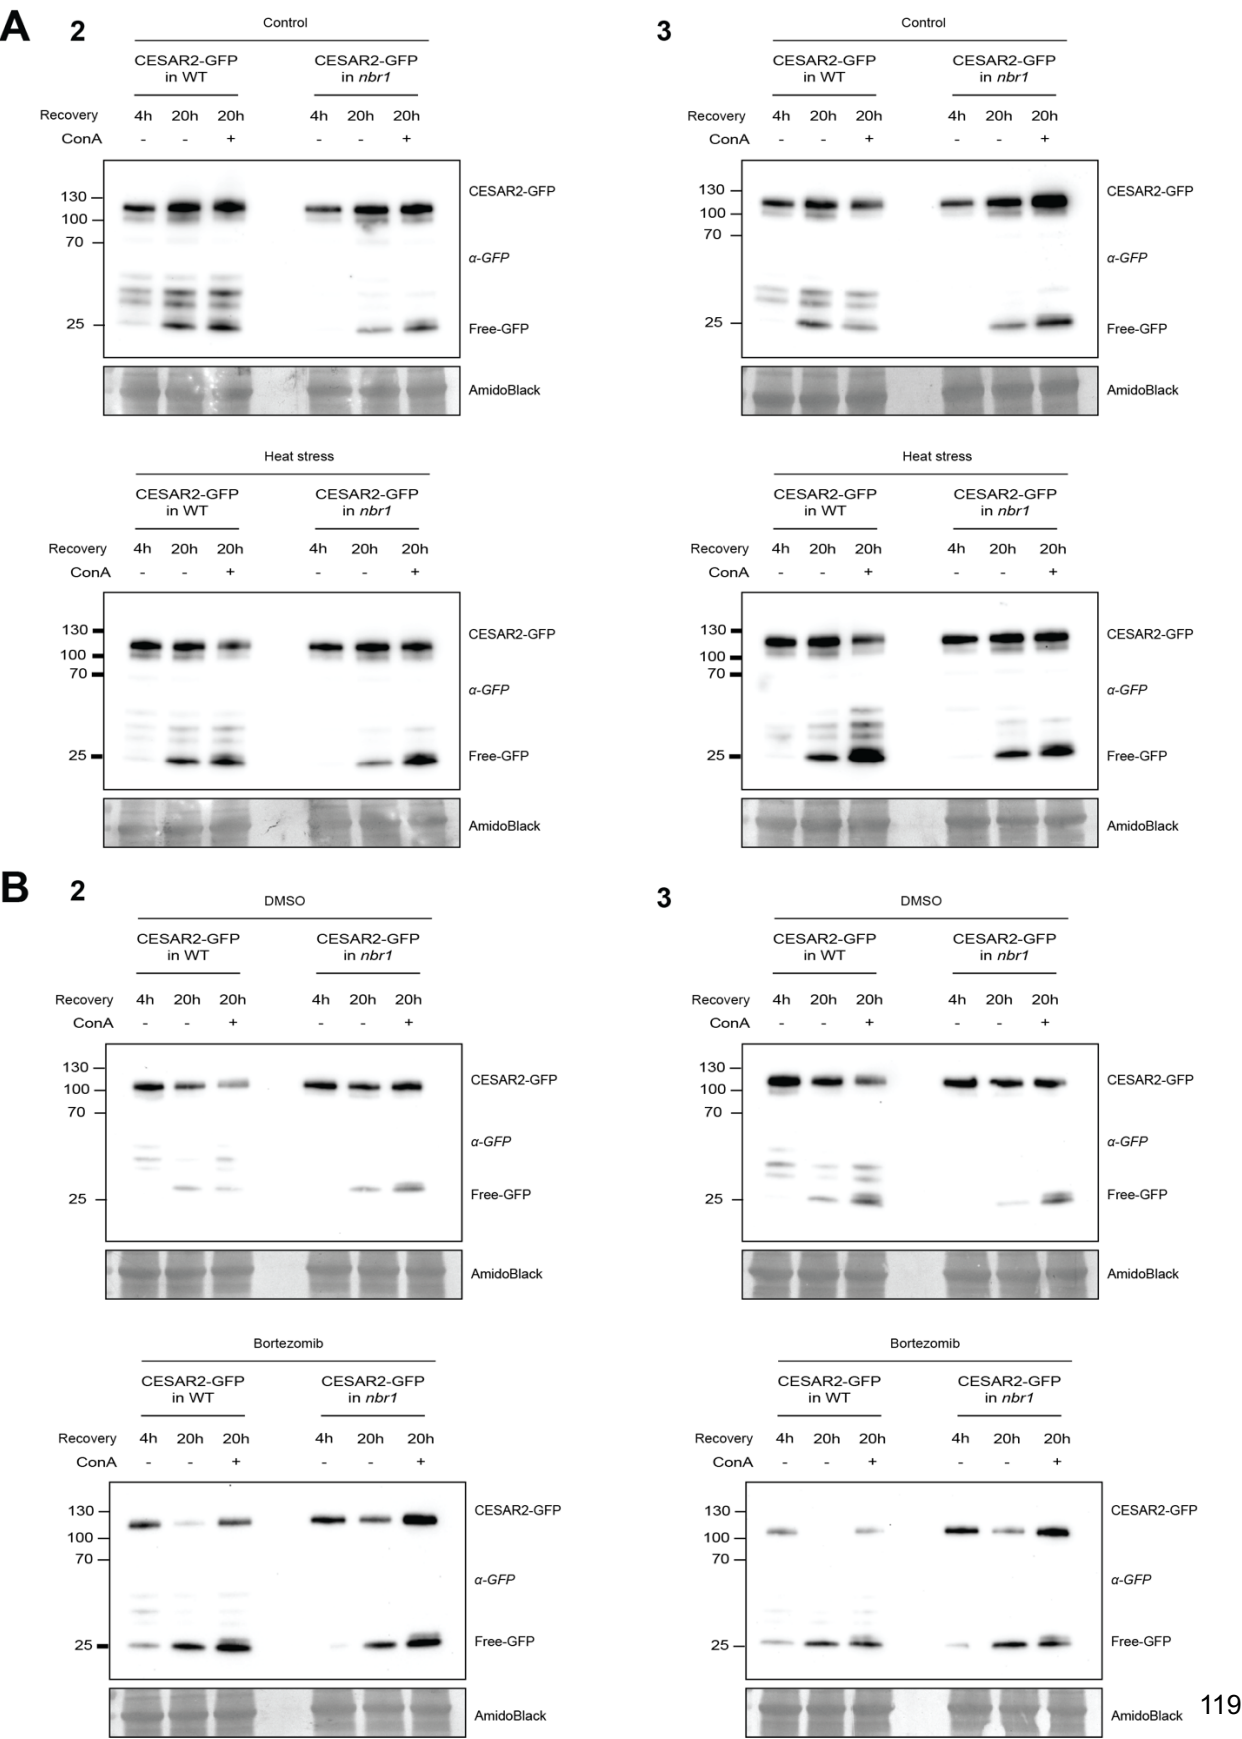 A 2
Control
CESAR2-GFP in WT
CESAR2-GFP in nbr1
Recovery 4h 20h 20h 4h 20h 20h
ConA - - + - - +
130
100
70
25
CESAR2-GFP
α-GFP
Free-GFP
AmidoBlack
3
Control
CESAR2-GFP in WT
CESAR2-GFP in nbr1
Recovery 4h 20h 20h 4h 20h 20h
ConA - - + - - +
130
100
70
25
CESAR2-GFP
α-GFP
Free-GFP
AmidoBlack
Heat stress
CESAR2-GFP in WT
CESAR2-GFP in nbr1
Recovery 4h 20h 20h 4h 20h 20h
ConA - - + - - +
130
100
70
25
CESAR2-GFP
α-GFP
Free-GFP
AmidoBlack
Heat stress
CESAR2-GFP in WT
CESAR2-GFP in nbr1
Recovery 4h 20h 20h 4h 20h 20h
ConA - - + - - +
130
100
70
25
CESAR2-GFP
α-GFP
Free-GFP
AmidoBlack
B 2
DMSO
CESAR2-GFP in WT
CESAR2-GFP in nbr1
Recovery 4h 20h 20h 4h 20h 20h
ConA - - + - - +
130
100
70
25
CESAR2-GFP
α-GFP
Free-GFP
AmidoBlack
3
DMSO
CESAR2-GFP in WT
CESAR2-GFP in nbr1
Recovery 4h 20h 20h 4h 20h 20h
ConA - - + - - +
130
100
70
25
CESAR2-GFP
α-GFP
Free-GFP
AmidoBlack
Bortezomib
CESAR2-GFP in WT
CESAR2-GFP in nbr1
Recovery 4h 20h 20h 4h 20h 20h
ConA - - + - - +
130
100
70
25
CESAR2-GFP
α-GFP
Free-GFP
AmidoBlack
Bortezomib
CESAR2-GFP in WT
CESAR2-GFP in nbr1
Recovery 4h 20h 20h 4h 20h 20h
ConA - - + - - +
130
100
70
25
CESAR2-GFP
α-GFP
Free-GFP
AmidoBlack
119